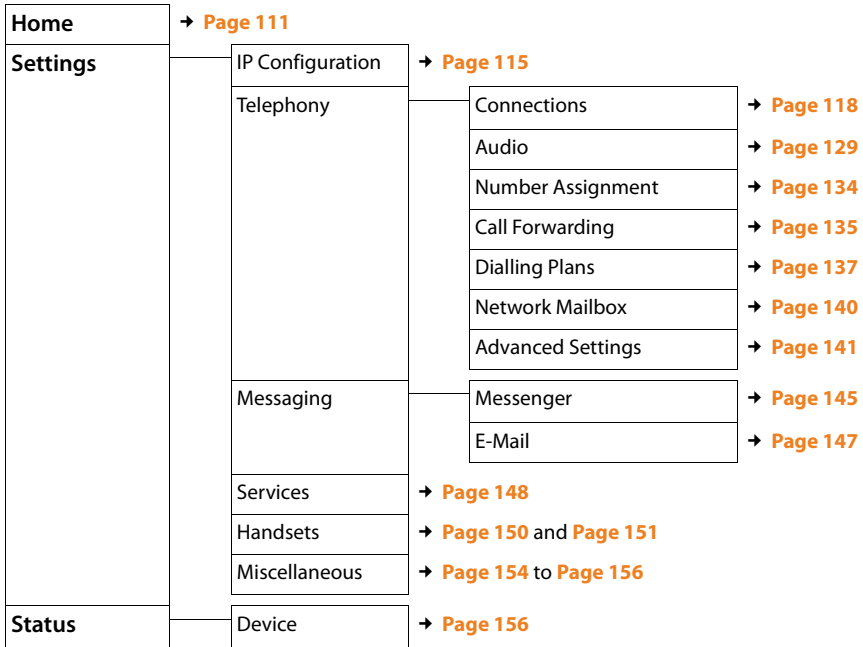 Home → Page 111
Settings IP Configuration → Page 115
Telephony Connections → Page 118
Audio → Page 129
Number Assignment → Page 134
Call Forwarding → Page 135
Dialling Plans → Page 137
Network Mailbox → Page 140
Advanced Settings → Page 141
Messaging Messenger → Page 145
E-Mail → Page 147
Services → Page 148
Handsets → Page 150 and Page 151
Miscellaneous → Page 154 to Page 156
Status Device → Page 156